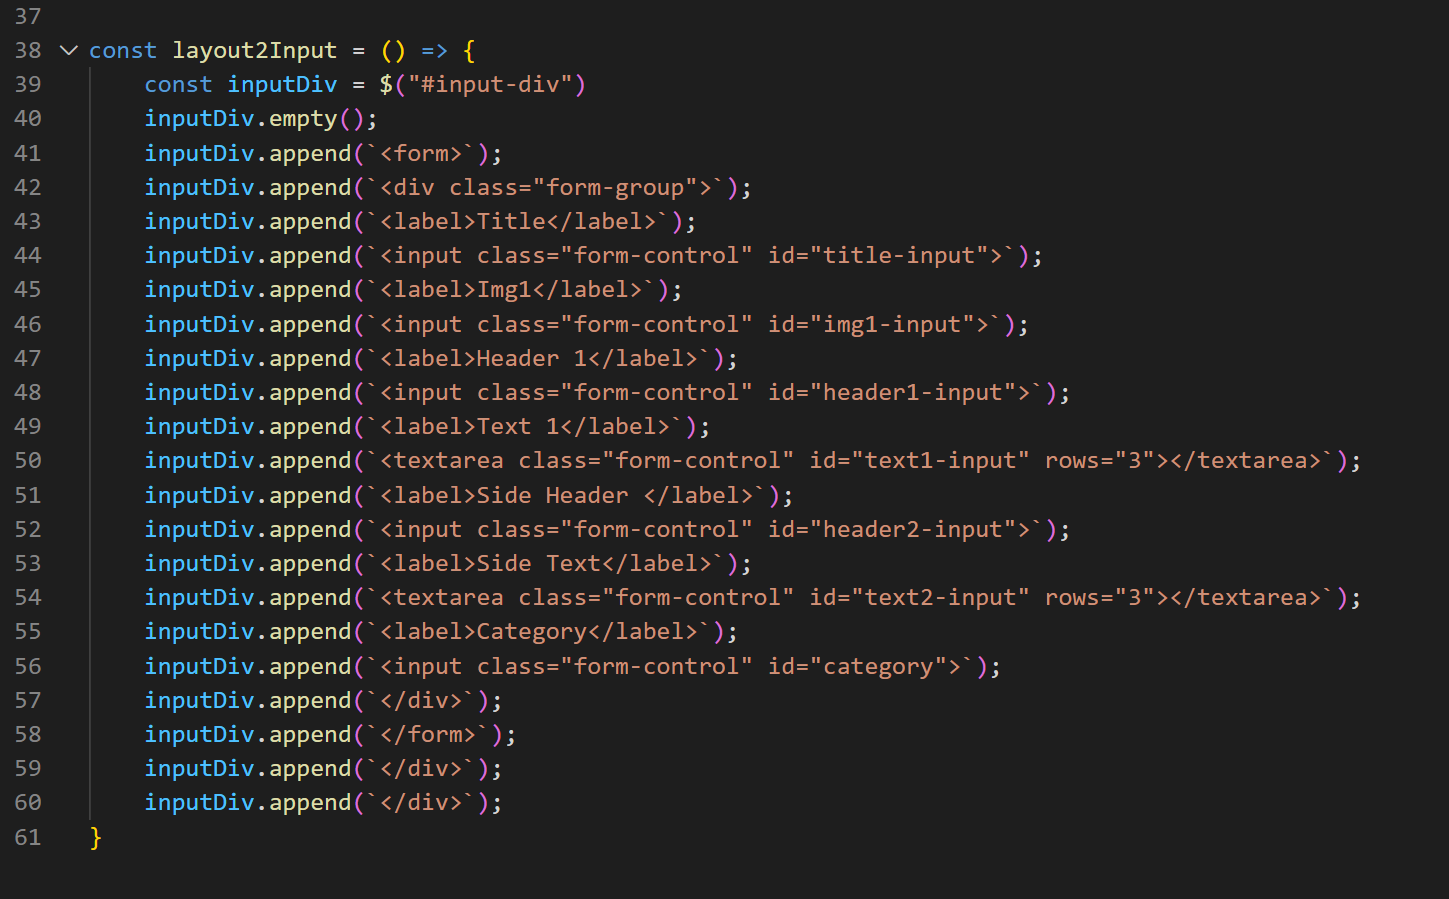 37
38 const layout2Input = () => {
39 const inputDiv = $("#input-div")
40 inputDiv.empty();
41 inputDiv.append(`<form>`);
42 inputDiv.append(`<div class="form-group">`);
43 inputDiv.append(`<label>Title</label>`);
44 inputDiv.append(`<input class="form-control" id="title-input">`);
45 inputDiv.append(`<label>Img1</label>`);
46 inputDiv.append(`<input class="form-control" id="img1-input">`);
47 inputDiv.append(`<label>Header 1</label>`);
48 inputDiv.append(`<input class="form-control" id="header1-input">`);
49 inputDiv.append(`<label>Text 1</label>`);
50 inputDiv.append(`<textarea class="form-control" id="text1-input" rows="3"></textarea>`);
51 inputDiv.append(`<label>Side Header </label>`);
52 inputDiv.append(`<input class="form-control" id="header2-input">`);
53 inputDiv.append(`<label>Side Text</label>`);
54 inputDiv.append(`<textarea class="form-control" id="text2-input" rows="3"></textarea>`);
55 inputDiv.append(`<label>Category</label>`);
56 inputDiv.append(`<input class="form-control" id="category">`);
57 inputDiv.append(`</div>`);
58 inputDiv.append(`</form>`);
59 inputDiv.append(`</div>`);
60 inputDiv.append(`</div>`);
61 }